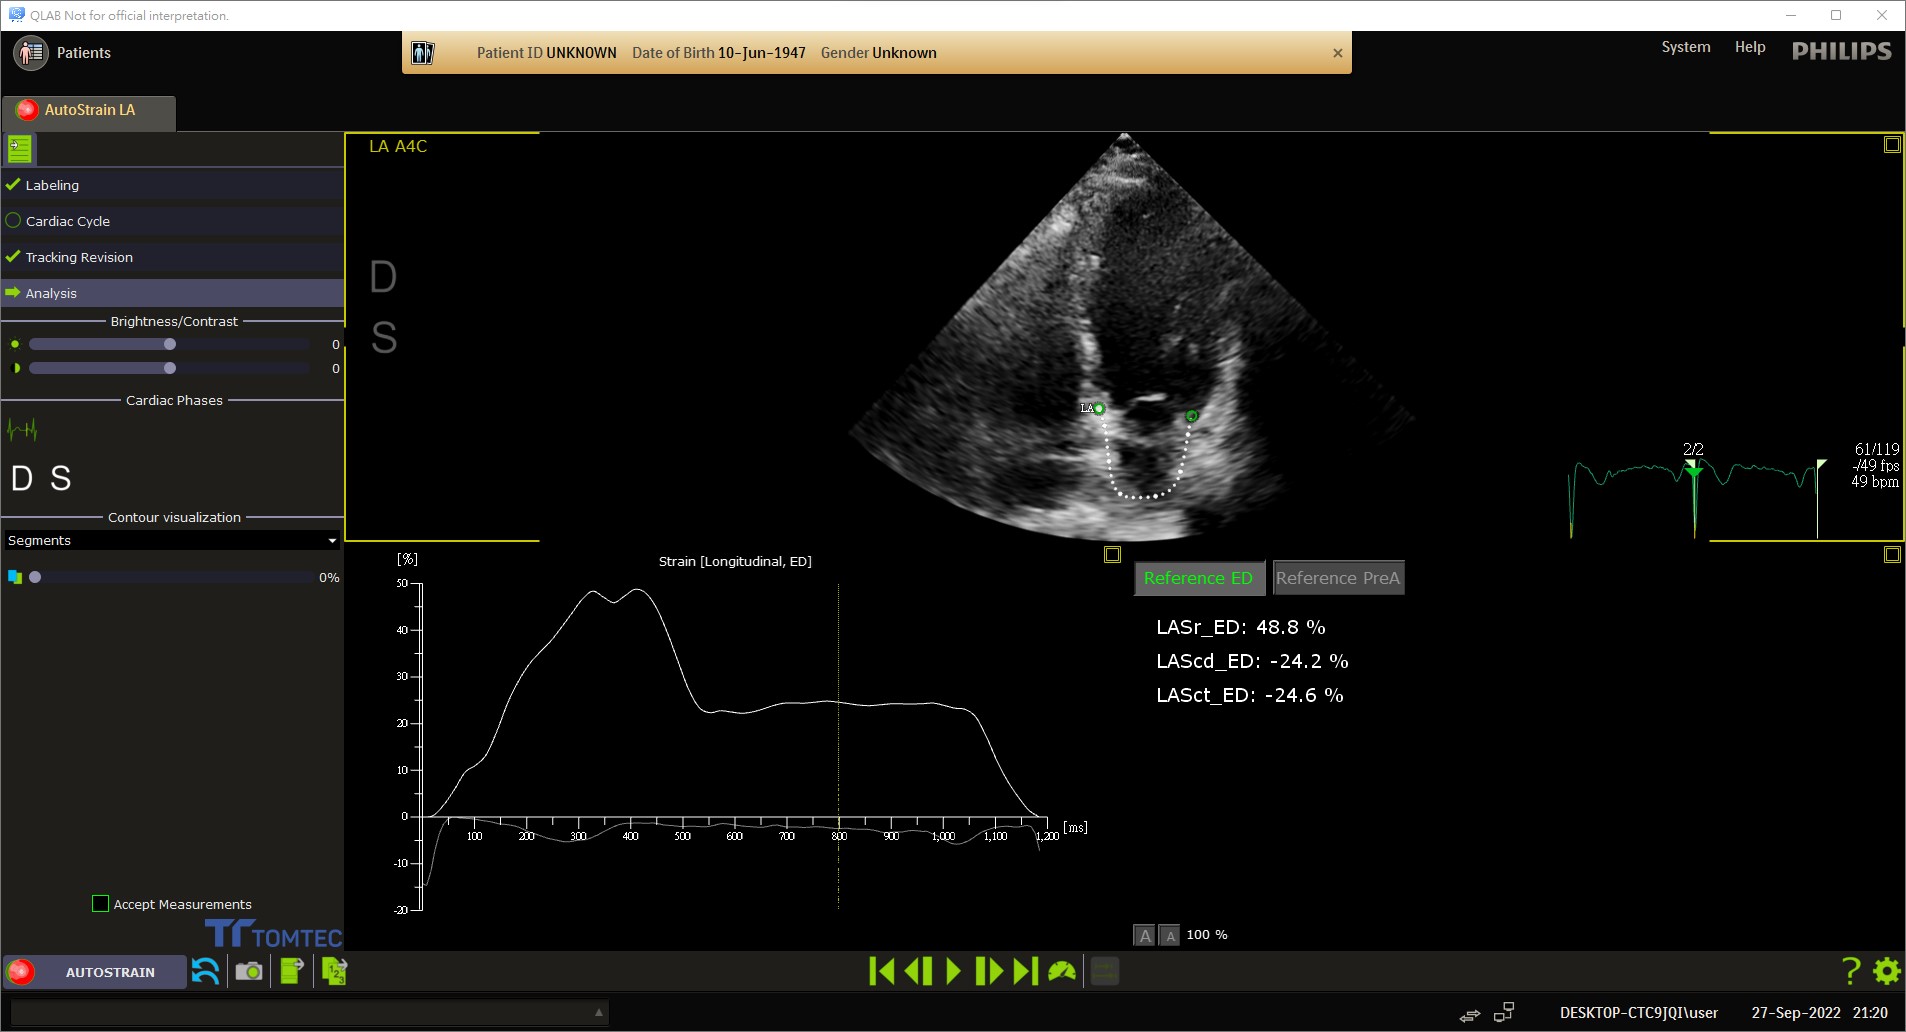 QLAB Not for official interpretation.
Patients
Patient ID UNKNOWN Date of Birth 10-Jun-1947 Gender Unknown
System Help PHILIPS
AutoStrain LA
LA A4C
Labeling
Cardiac Cycle
Tracking Revision
Analysis
Brightness/Contrast
0
0
Cardiac Phases
D S
Contour visualization
Segments
0%
Accept Measurements
TOMTEC
D
S
LA
2/2
61/119
-/49 fps
49 bpm
[%]
Strain [Longitudinal, ED]
50
40
30
20
10
0
-10
-20
100 200 300 400 500 600 700 800 900 1,000 1,100 1,200 [ms]
Reference ED Reference PreA
LASr_ED: 48.8 %
LAScd_ED: -24.2 %
LASct_ED: -24.6 %
A A 100 %
AUTOSTRAIN
DESKTOP-CTC9JQI\user 27-Sep-2022 21:20